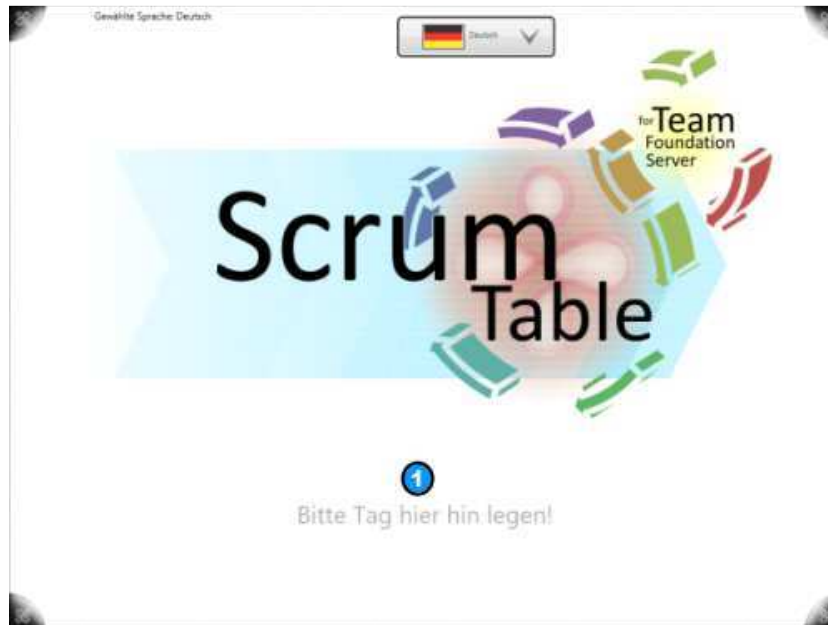 Gewählte Sprache: Deutsch
Deutsch
for Team
Foundation
Server
Scrum
Table
1
Bitte Tag hier hin legen!